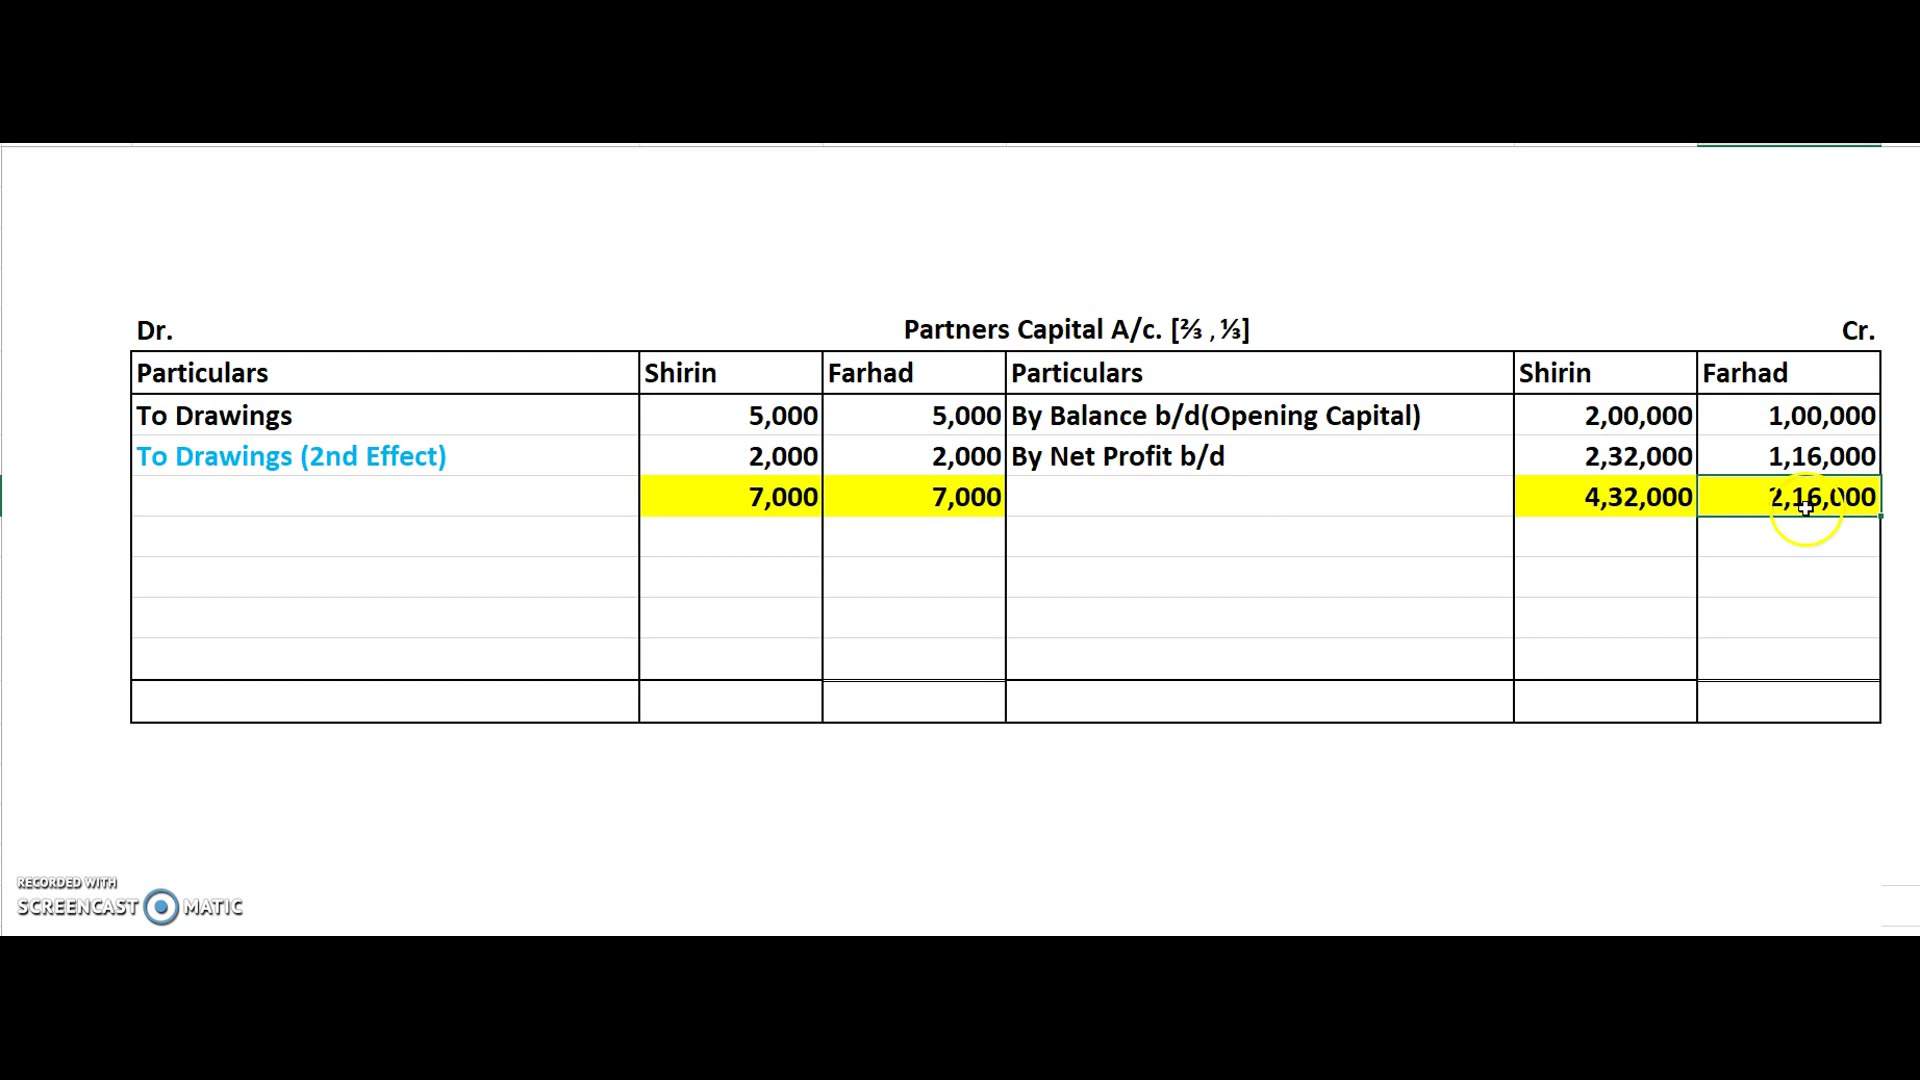 Dr. Partners Capital A/c. [⅔ , ⅓] Cr.
Particulars Shirin Farhad Particulars Shirin Farhad
To Drawings 5,000 5,000 By Balance b/d(Opening Capital) 2,00,000 1,00,000
To Drawings (2nd Effect) 2,000 2,000 By Net Profit b/d 2,32,000 1,16,000
7,000 7,000 4,32,000 2,16,000
RECORDED WITH
SCREENCAST MATIC